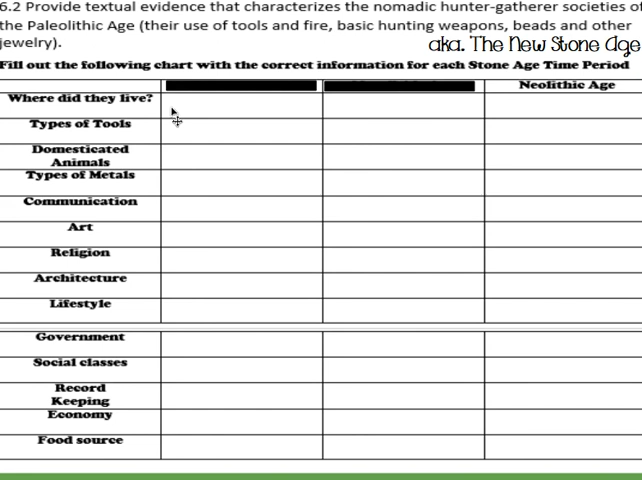 6.2 Provide textual evidence that characterizes the nomadic hunter-gatherer societies of
the Paleolithic Age (their use of tools and fire, basic hunting weapons, beads and other
jewelry).
aka. The New Stone Age
Fill out the following chart with the correct information for each Stone Age Time Period
Neolithic Age
Where did they live?
Types of Tools
Domesticated
Animals
Types of Metals
Communication
Art
Religion
Architecture
Lifestyle
Government
Social classes
Record
Keeping
Economy
Food source